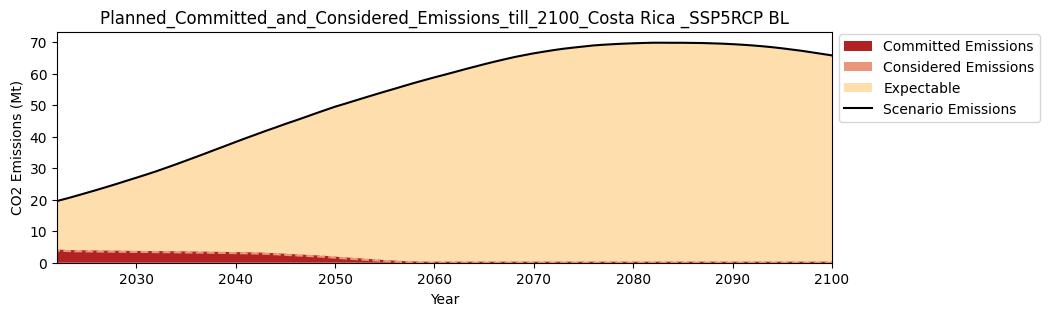 Planned_Committed_and_Considered_Emissions_till_2100_Costa Rica _SSP5RCP BL
70
60
50
40
30
20
10
0
CO2 Emissions (Mt)
2030 2040 2050 2060 2070 2080 2090 2100
Year
Committed Emissions
Considered Emissions
Expectable
Scenario Emissions